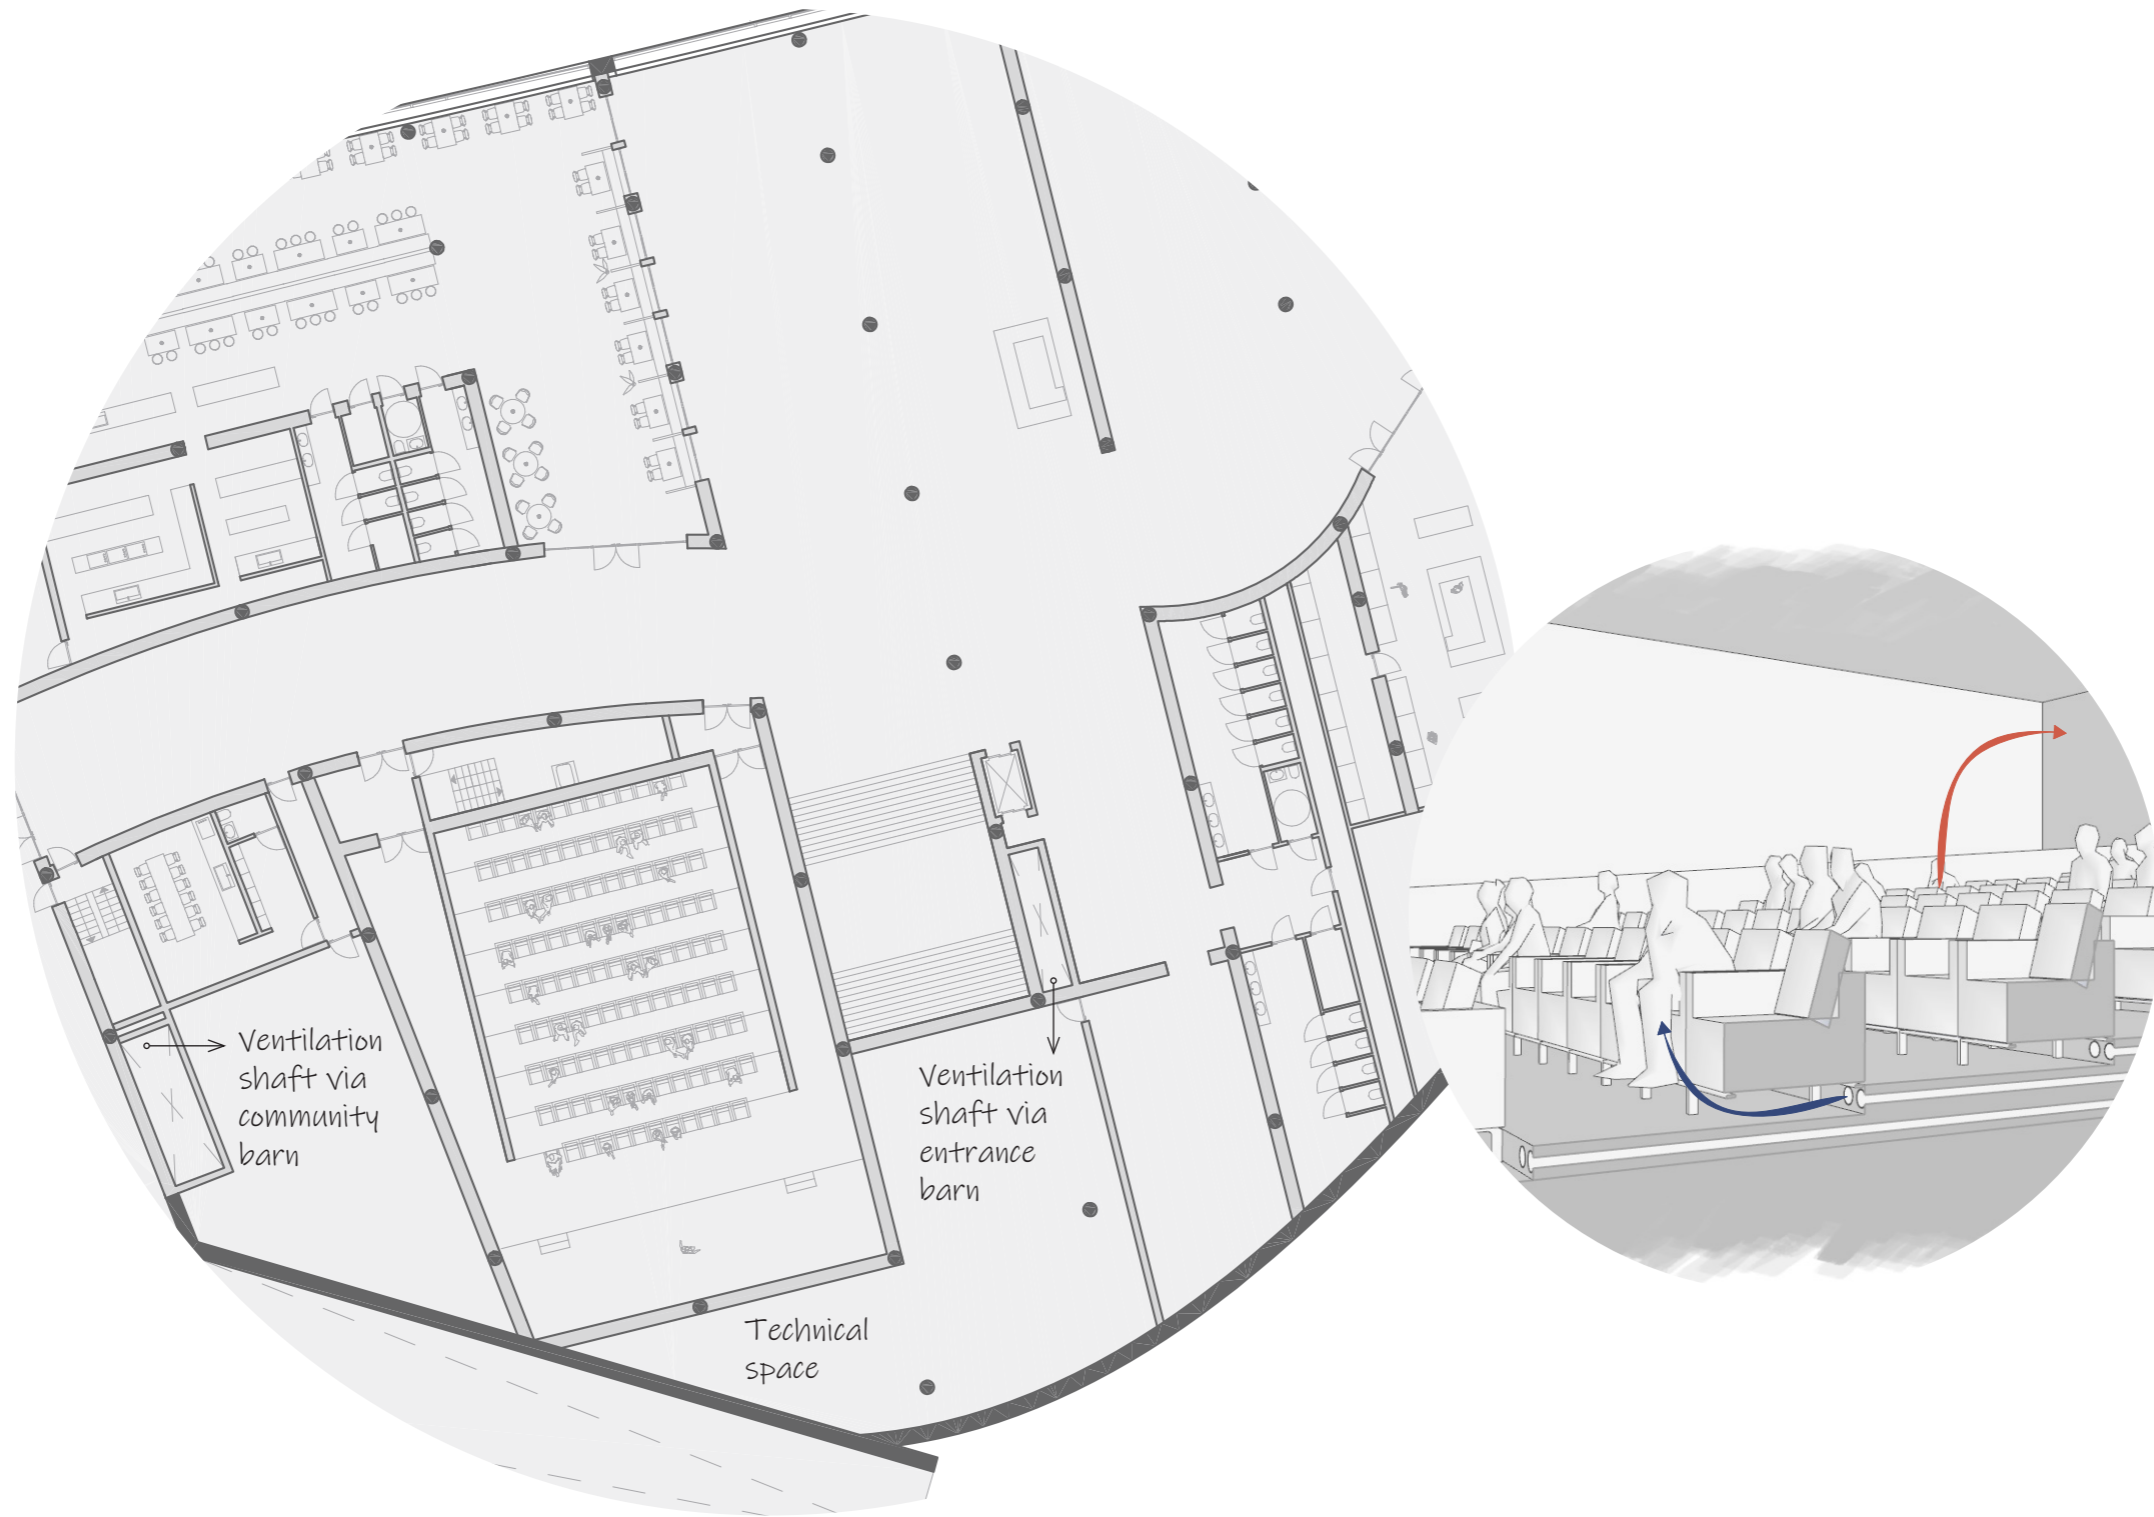 Ventilation
shaft via
community
barn
Ventilation
shaft via
entrance
barn
Technical
space